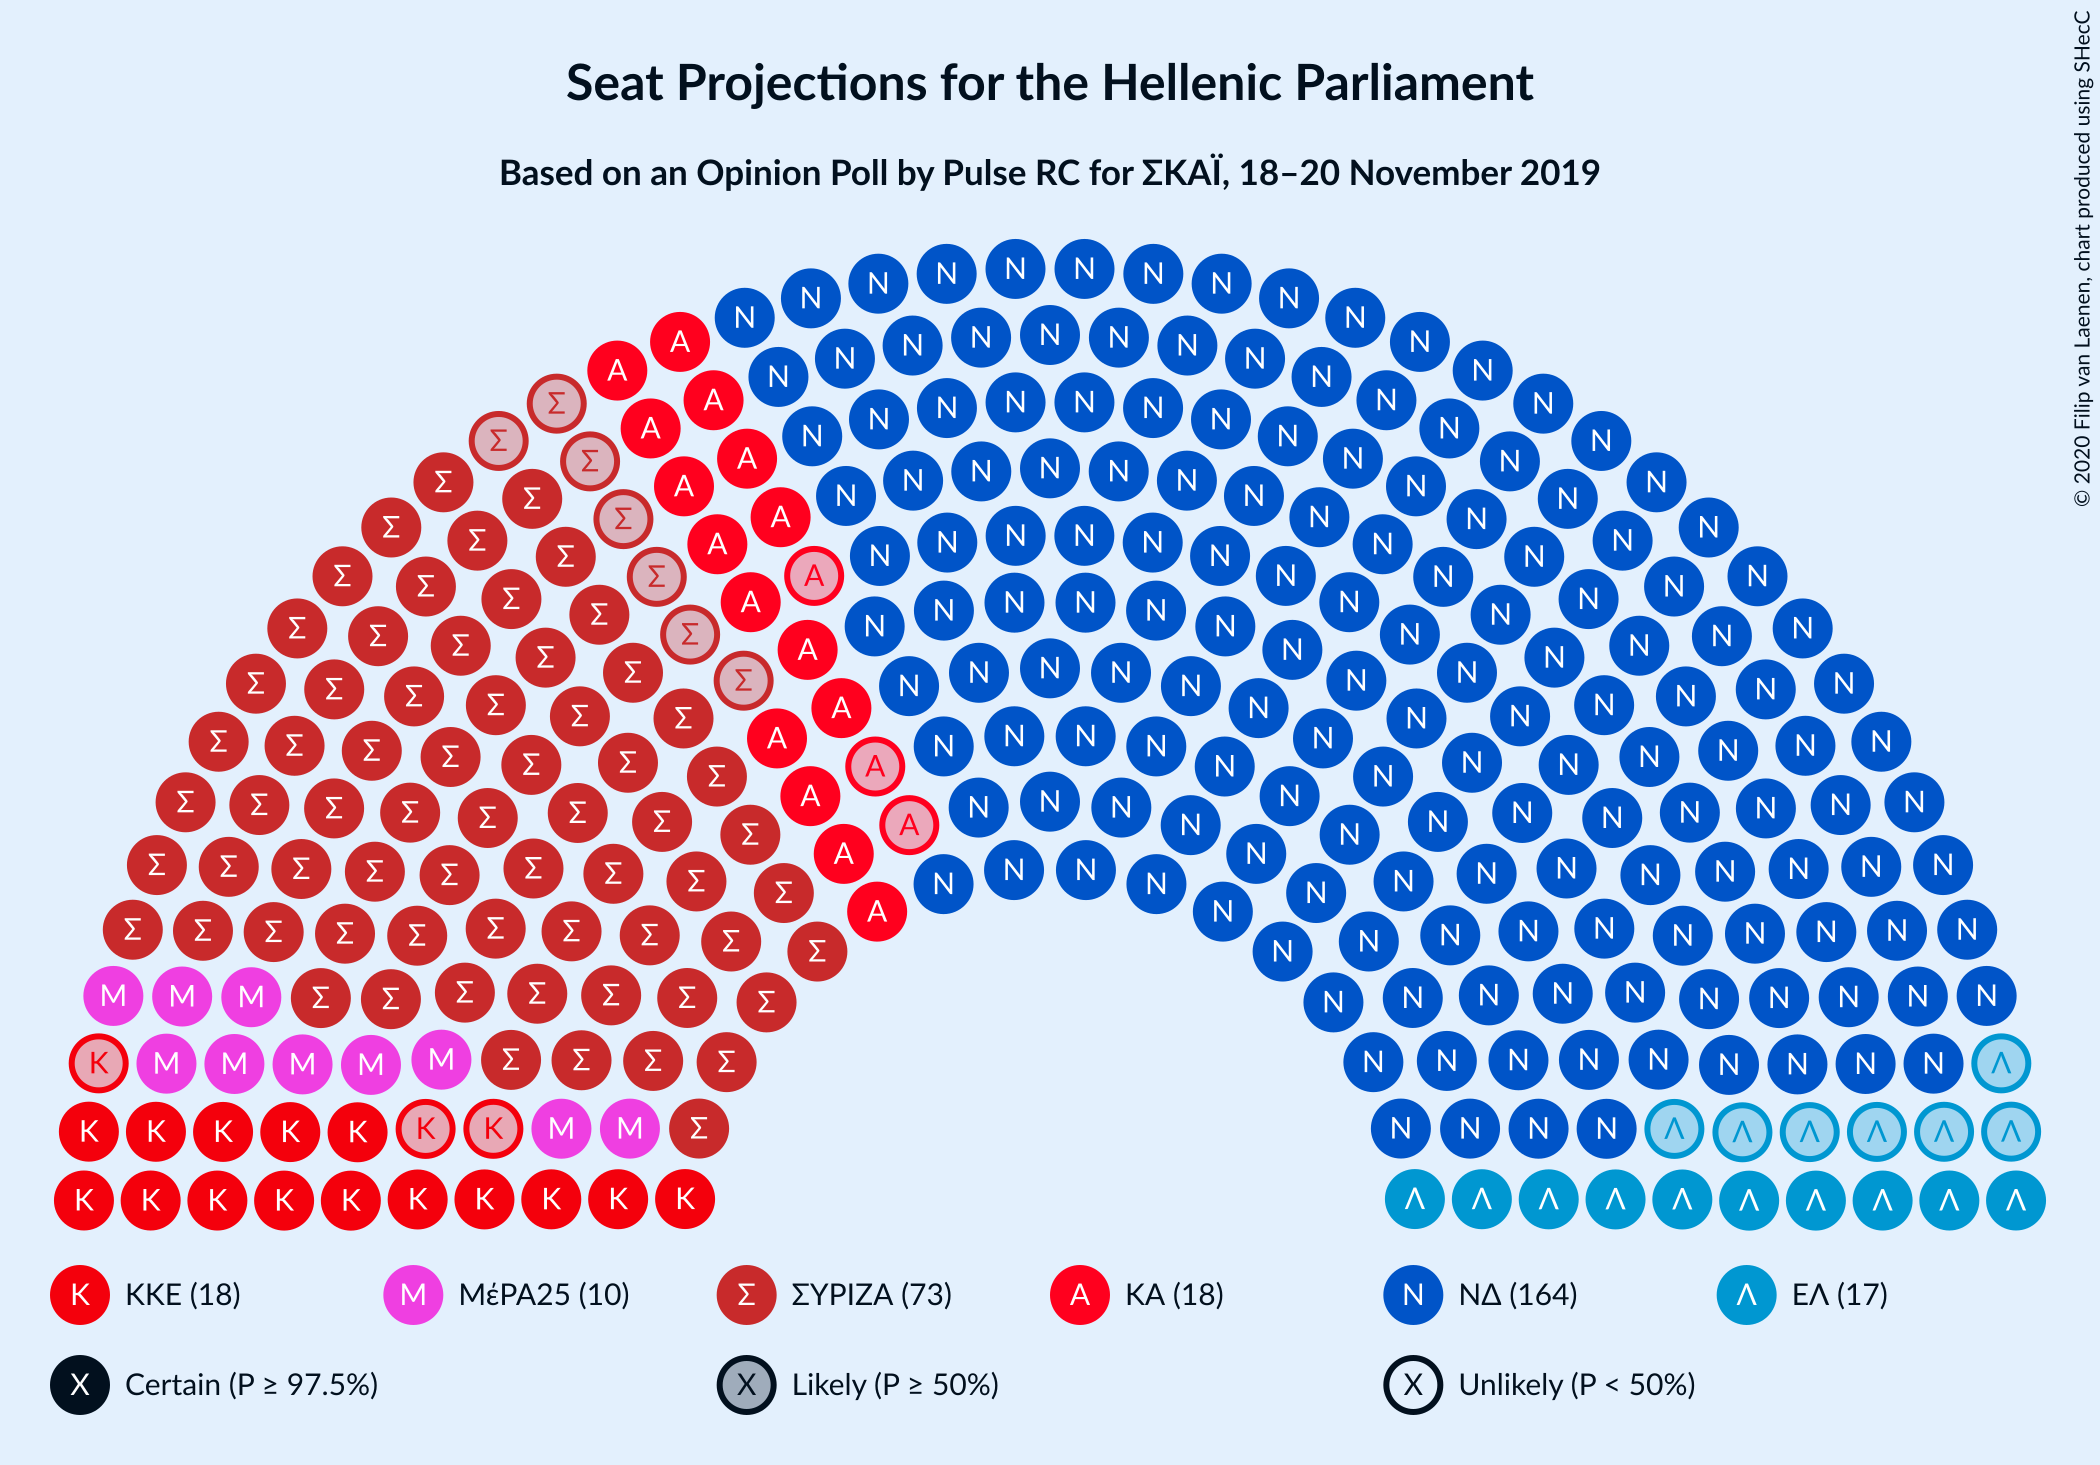 Seat Projections for the Hellenic Parliament
Based on an Opinion Poll by Pulse RC for ΣΚΑΪ, 18–20 November 2019
© 2020 Filip van Laenen, chart produced using SHecC
K ΚΚΕ (18) M ΜέΡΑ25 (10) Σ ΣΥΡΙΖΑ (73) A ΚΑ (18) N ΝΔ (164) Λ ΕΛ (17)
X Certain (P ≥ 97.5%) X Likely (P ≥ 50%) X Unlikely (P < 50%)